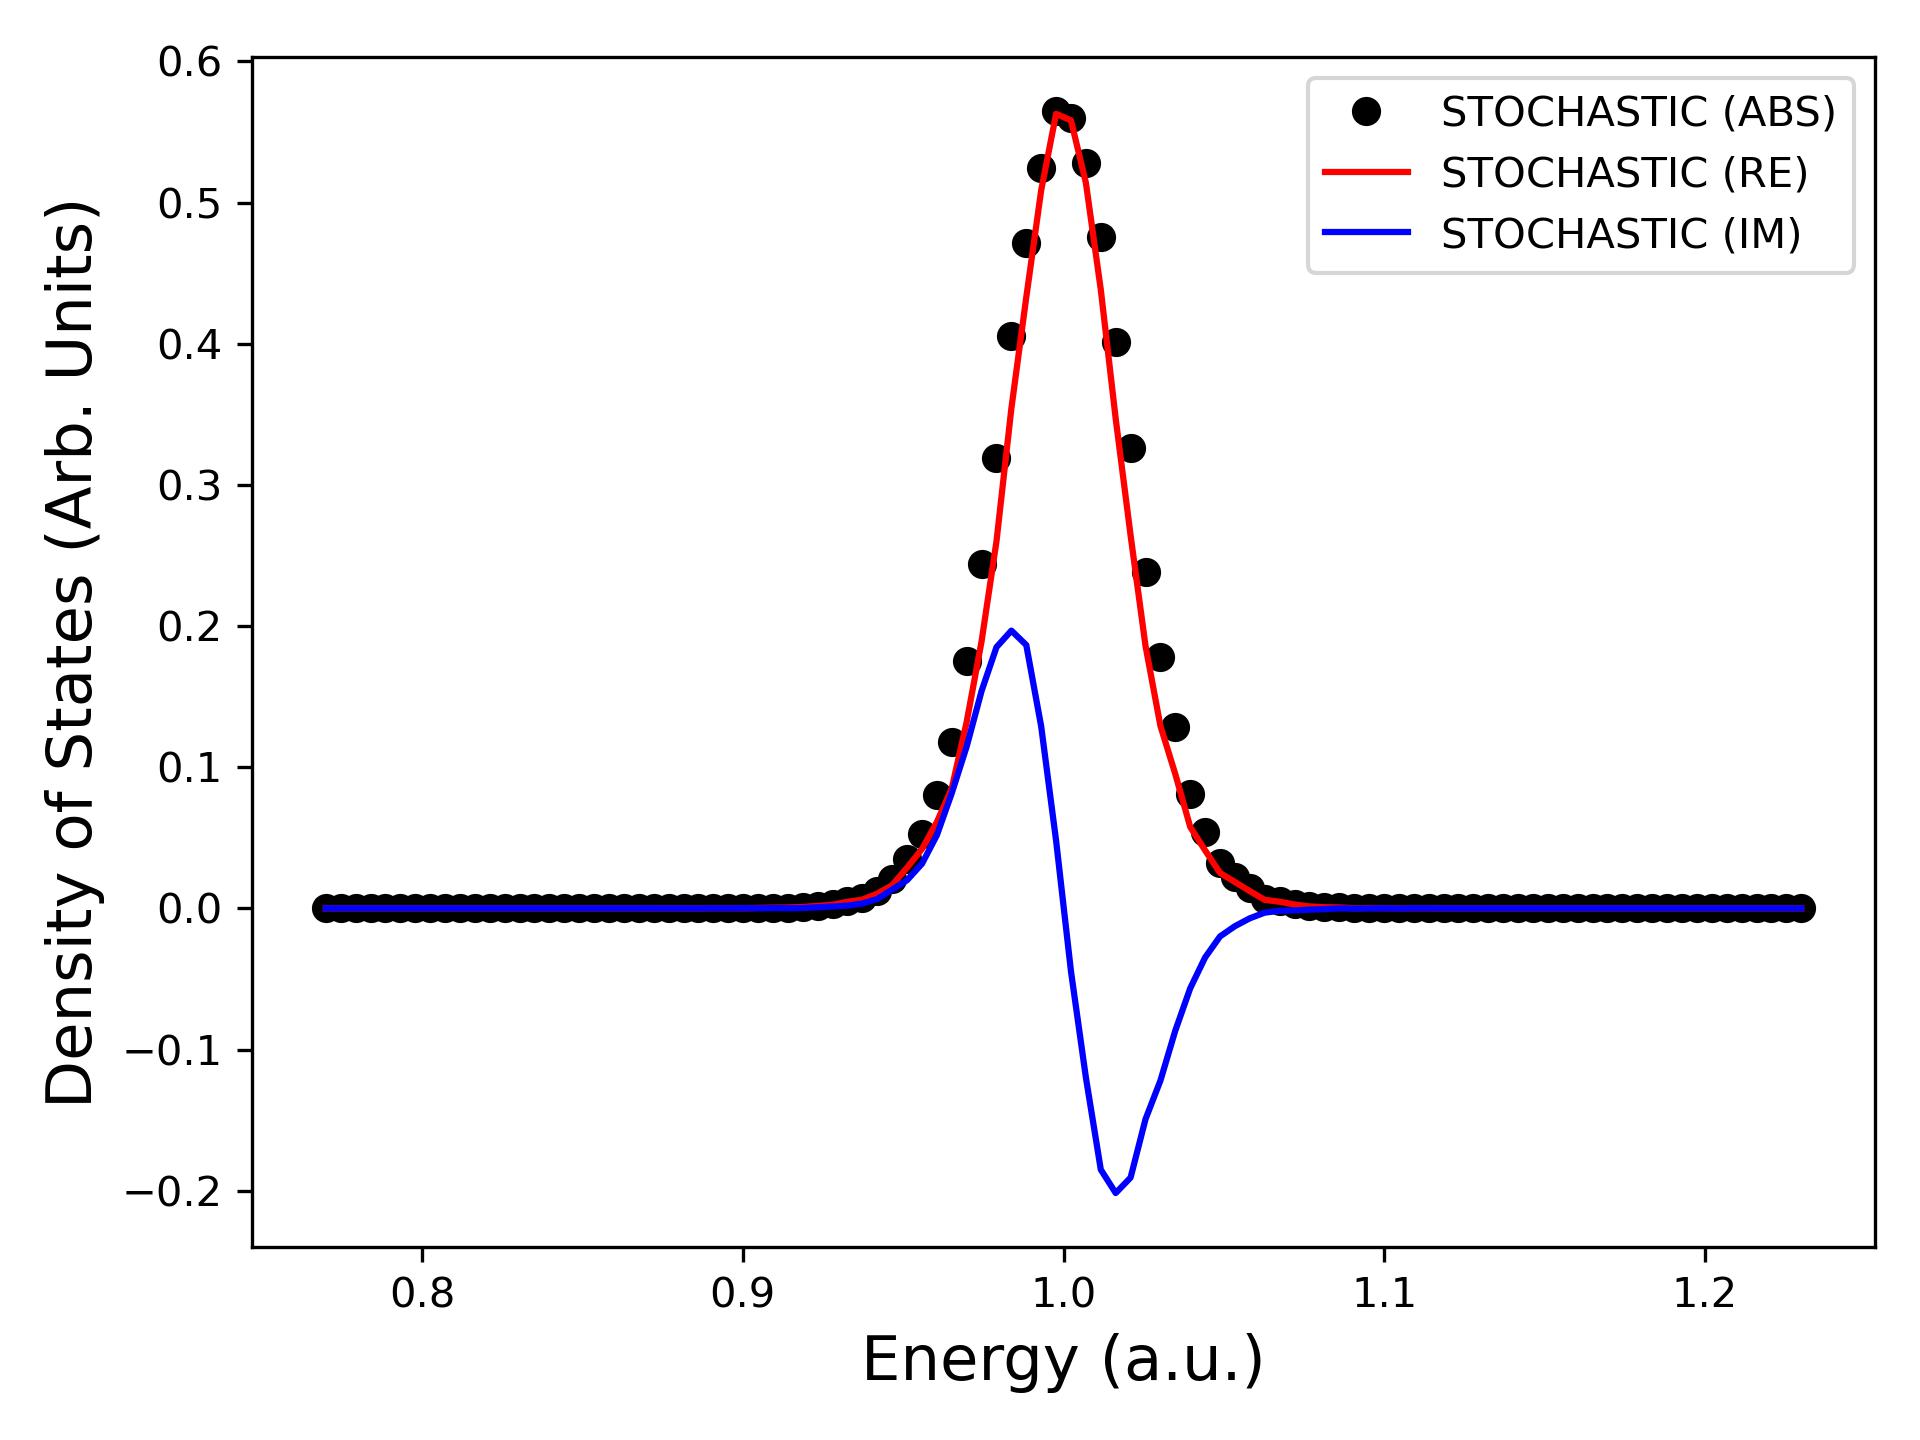 STOCHASTIC (ABS)
STOCHASTIC (RE)
STOCHASTIC (IM)
Density of States (Arb. Units)
0.6
0.5
0.4
0.3
0.2
0.1
0.0
−0.1
−0.2
0.8 0.9 1.0 1.1 1.2
Energy (a.u.)